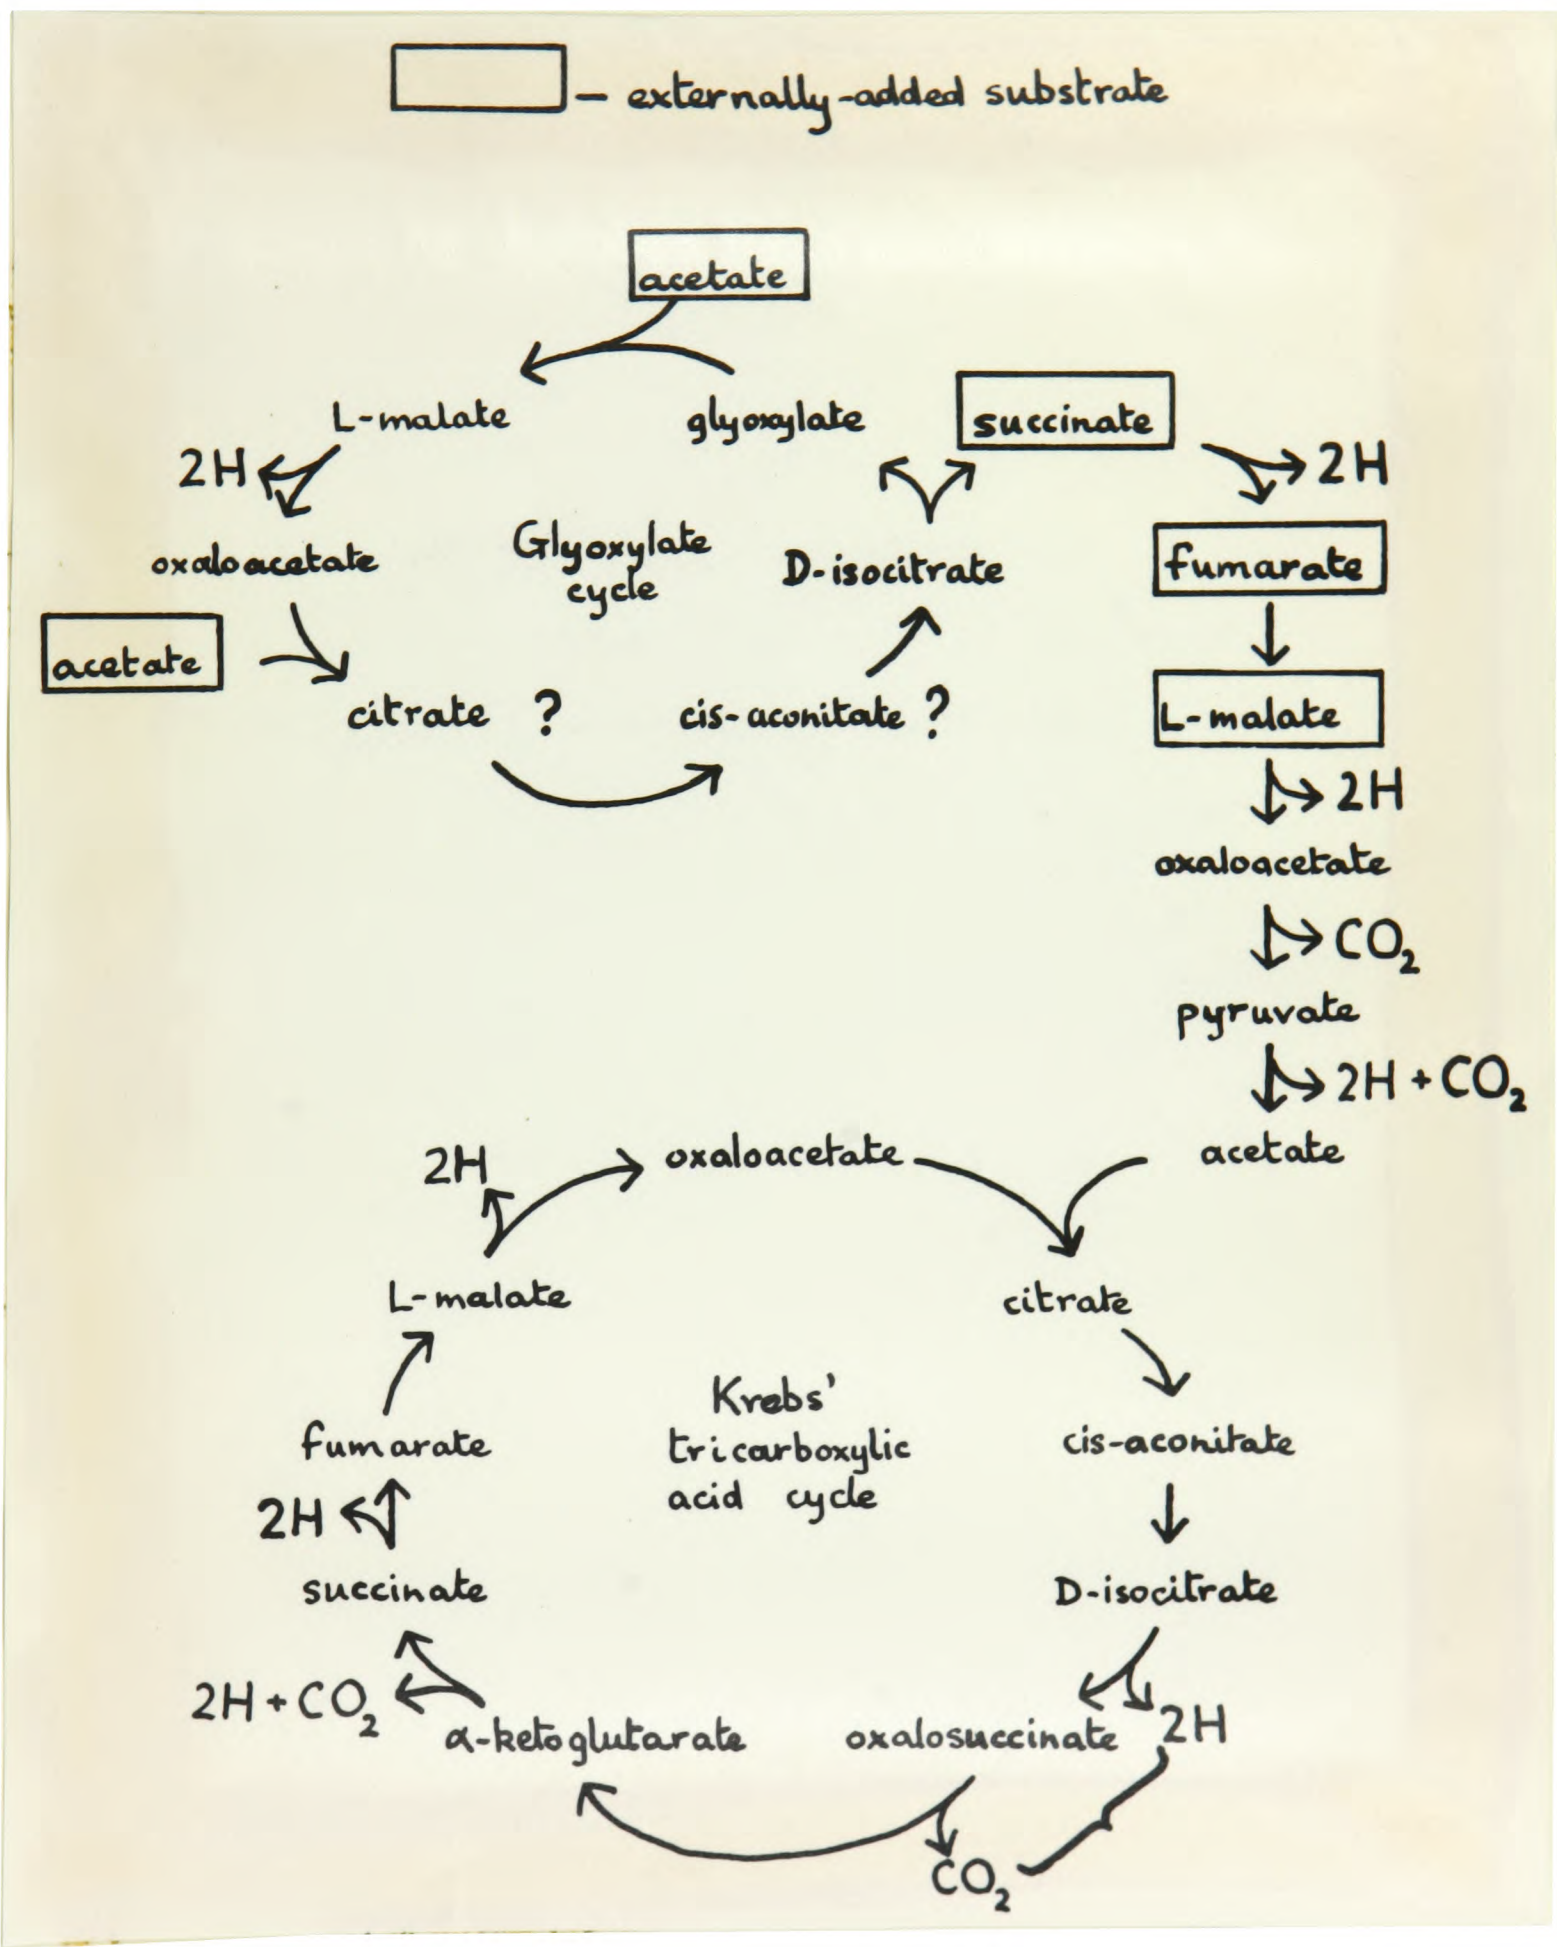 – externally-added substrate
acetate
L-malate
glyoxylate
succinate
2H
2H
oxaloacetate
Glyoxylate
cycle
D-isocitrate
fumarate
acetate
citrate ?
cis-aconitate ?
L-malate
2H
oxaloacetate
CO₂
pyruvate
2H + CO₂
acetate
oxaloacetate
2H
L-malate
citrate
Krebs'
tricarboxylic
acid cycle
fumarate
cis-aconitate
2H
succinate
D-isocitrate
2H + CO₂
α-ketoglutarate
oxalosuccinate
2H
CO₂